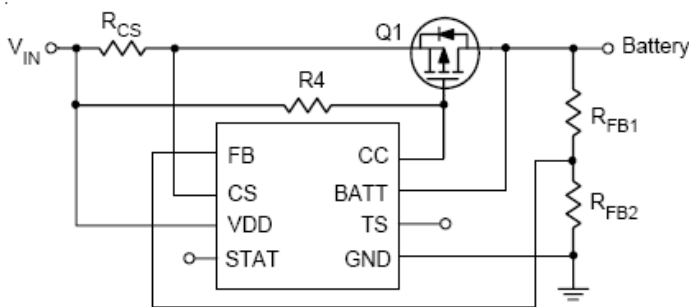 R_CS
Q1
V_IN
Battery
R4
R_FB1
FB
CC
CS
BATT
VDD
TS
R_FB2
STAT
GND